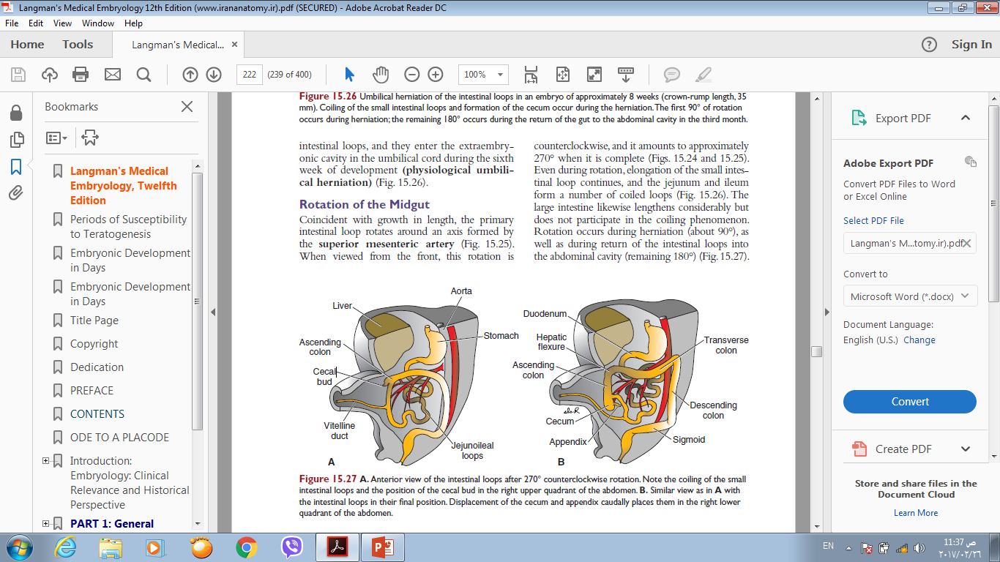 Langman's Medical Embryology 12th Edition (www.irananatomy.ir).pdf (SECURED) - Adobe Acrobat Reader DC
File Edit View Window Help
Home Tools Langman's Medical... × Sign In
222 (239 of 400) 100%
Bookmarks
Langman's Medical
Embryology, Twelfth
Edition
Periods of Susceptibility
to Teratogenesis
Embryonic Development
in Days
Embryonic Development
in Days
Title Page
Copyright
Dedication
PREFACE
CONTENTS
ODE TO A PLACODE
Introduction:
Embryology: Clinical
Relevance and Historical
Perspective
PART 1: General
Figure 15.26 Umbilical herniation of the intestinal loops in an embryo of approximately 8 weeks (crown-rump length, 35
mm). Coiling of the small intestinal loops and formation of the cecum occur during the herniation. The first 90° of rotation
occurs during herniation; the remaining 180° occurs during the return of the gut to the abdominal cavity in the third month.
intestinal loops, and they enter the extraembry-
onic cavity in the umbilical cord during the sixth
week of development (physiological umbili-
cal herniation) (Fig. 15.26).
Rotation of the Midgut
Coincident with growth in length, the primary
intestinal loop rotates around an axis formed by
the superior mesenteric artery (Fig. 15.25).
When viewed from the front, this rotation is
counterclockwise, and it amounts to approximately
270° when it is complete (Figs. 15.24 and 15.25).
Even during rotation, elongation of the small intes-
tinal loop continues, and the jejunum and ileum
form a number of coiled loops (Fig. 15.26). The
large intestine likewise lengthens considerably but
does not participate in the coiling phenomenon.
Rotation occurs during herniation (about 90°), as
well as during return of the intestinal loops into
the abdominal cavity (remaining 180°) (Fig. 15.27).
Aorta
Liver
Stomach
Ascending
colon
Cecal
bud
Vitelline
duct
Jejunoileal
loops
A
Duodenum
Hepatic
flexure
Ascending
colon
Transverse
colon
Descending
colon
Cecum
Appendix
Sigmoid
B
Figure 15.27 A. Anterior view of the intestinal loops after 270° counterclockwise rotation. Note the coiling of the small
intestinal loops and the position of the cecal bud in the right upper quadrant of the abdomen. B. Similar view as in A with
the intestinal loops in their final position. Displacement of the cecum and appendix caudally places them in the right lower
quadrant of the abdomen.
Export PDF
Adobe Export PDF
Convert PDF Files to Word
or Excel Online
Select PDF File
Langman's M...tomy.ir).pdf
Convert to
Microsoft Word (*.docx)
Document Language:
English (U.S.) Change
Convert
Create PDF
Store and share files in the
Document Cloud
Learn More
EN
11:37 ص
٢٠١٧/٠٢/٢٦